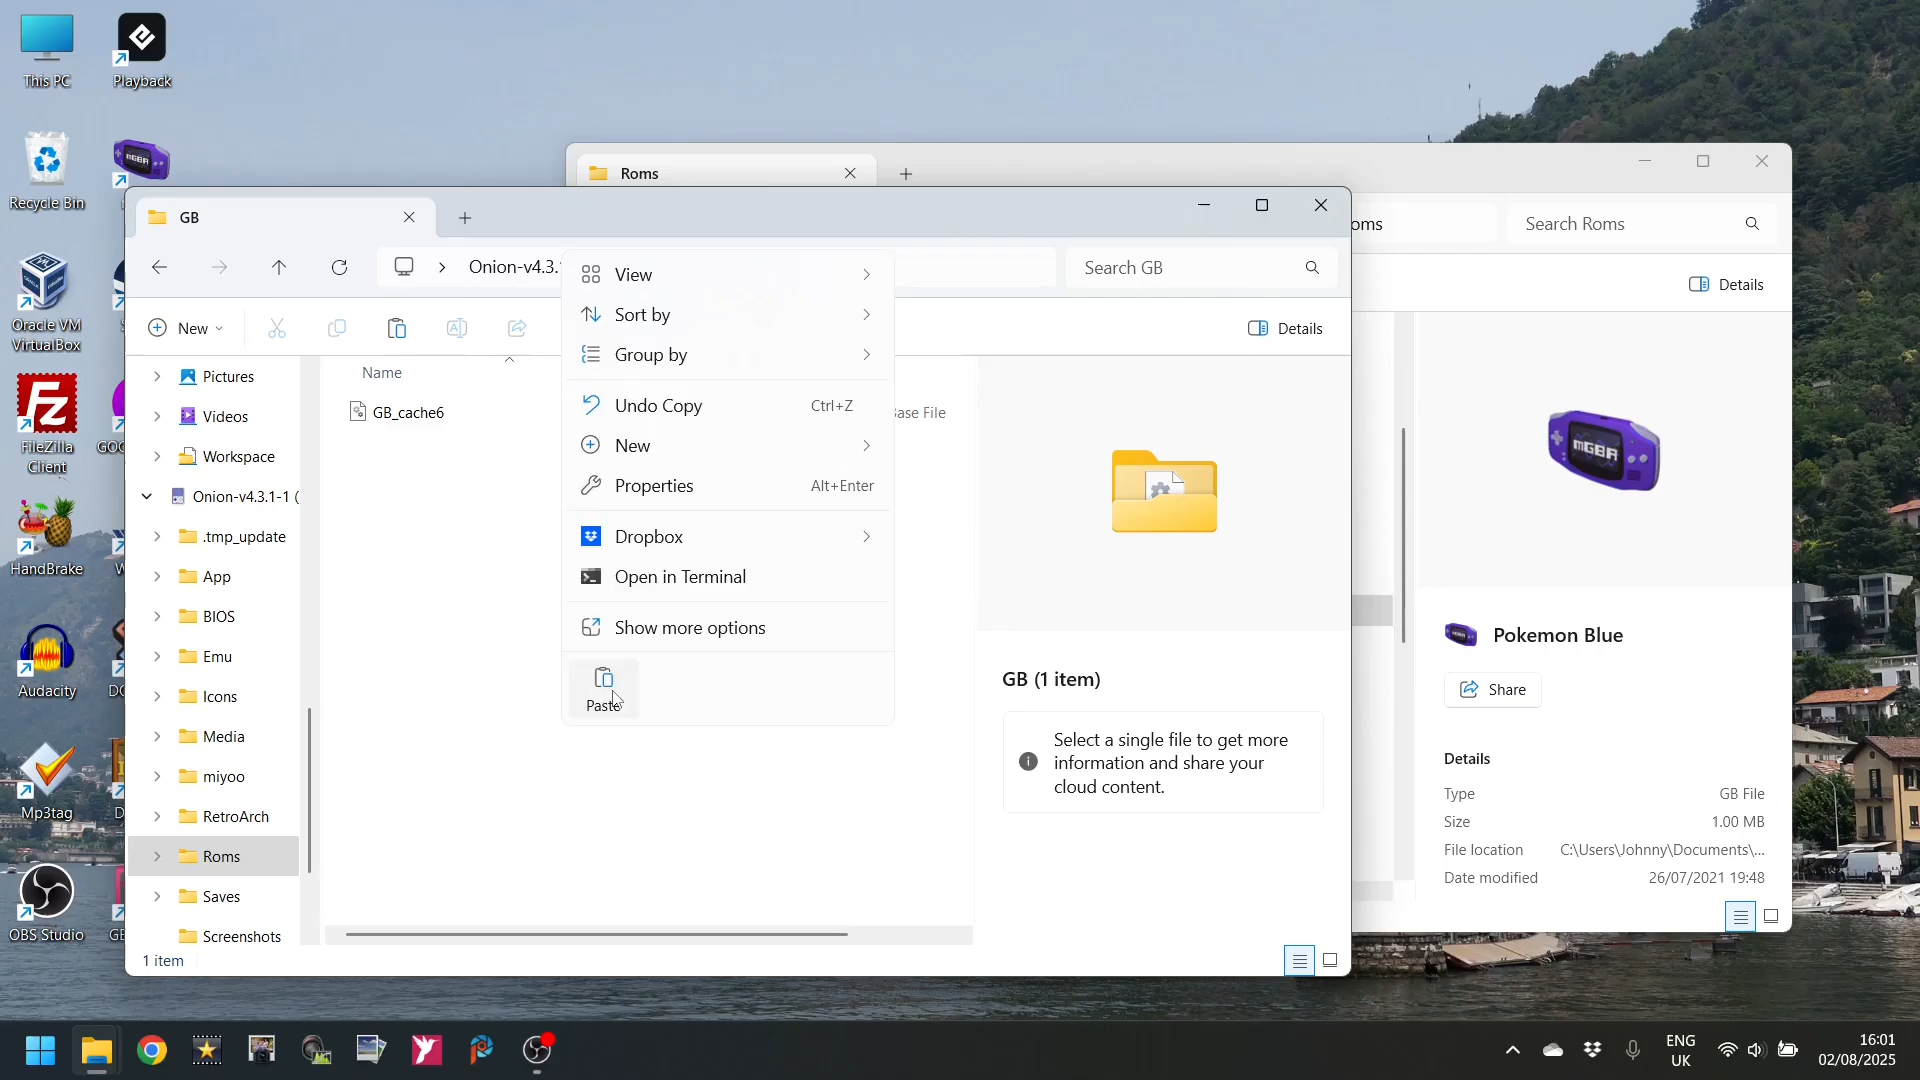 This PC
Playback
Recycle Bin
Oracle VM
VirtualBox
FileZilla
Client
HandBrake
Audacity
Mp3tag
OBS Studio
Roms
Search Roms
Details
GB
Onion-v4.3.
Search GB
New
Details
Pictures
Videos
Workspace
Onion-v4.3.1-1 (
.tmp_update
App
BIOS
Emu
Icons
Media
miyoo
RetroArch
Roms
Saves
Screenshots
1 item
Name
GB_cache6
File
View
Sort by
Group by
Undo Copy Ctrl+Z
New
Properties Alt+Enter
Dropbox
Open in Terminal
Show more options
Paste
GB (1 item)
Select a single file to get more
information and share your
cloud content.
mGBA
Pokemon Blue
Share
Details
Type GB File
Size 1.00 MB
File location C:\Users\Johnny\Documents\...
Date modified 26/07/2021 19:48
ENG
UK
16:01
02/08/2025